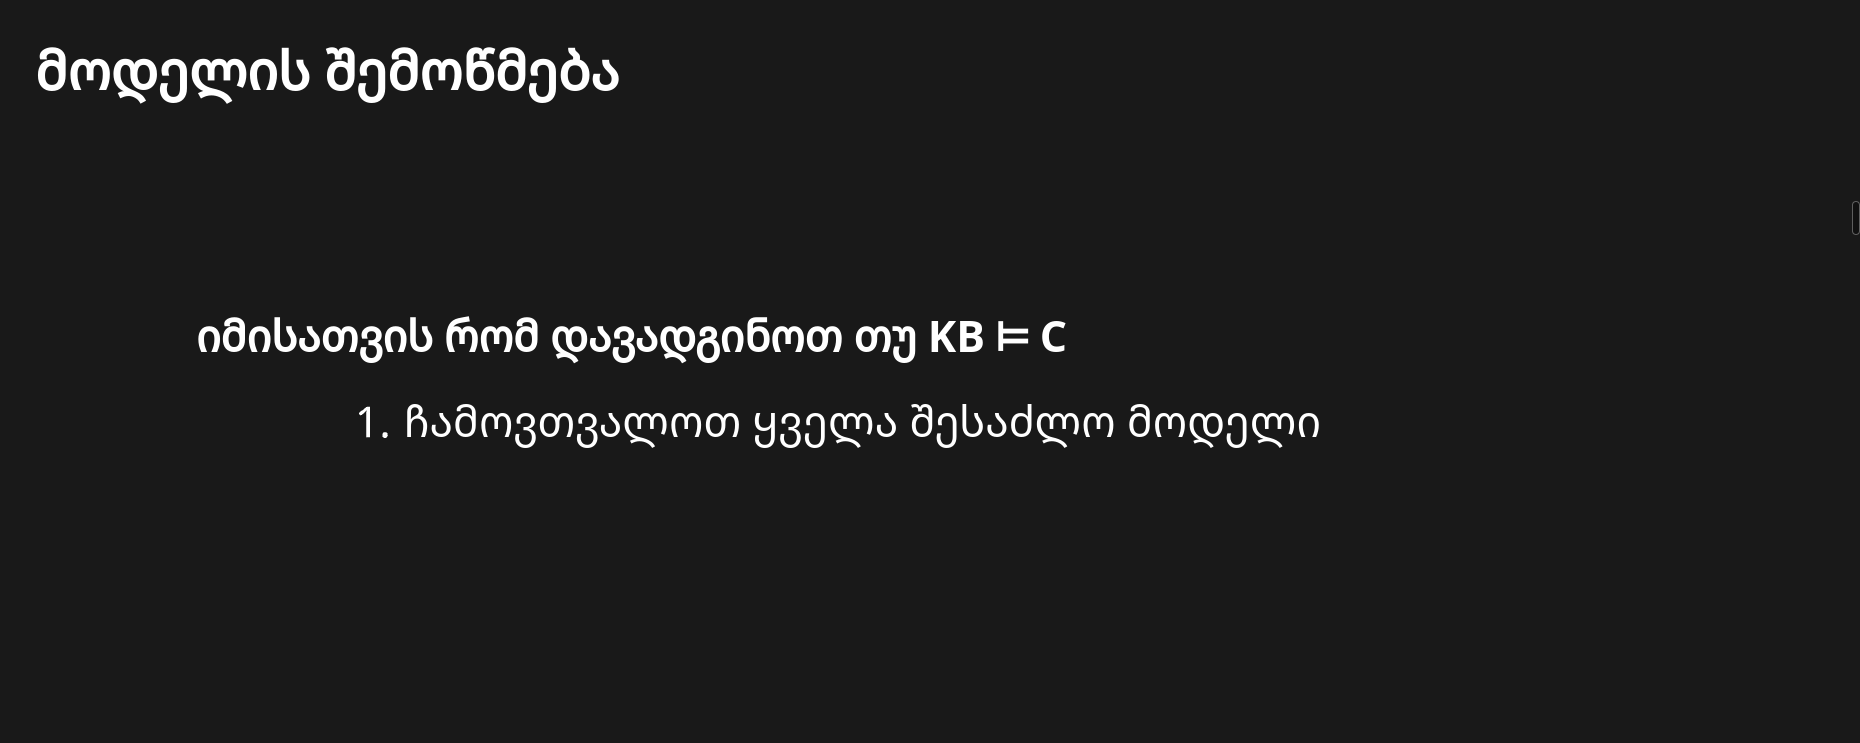 მოდელის შემოწმება
იმისათვის რომ დავადგინოთ თუ KB ⊨ C
1. ჩამოვთვალოთ ყველა შესაძლო მოდელი